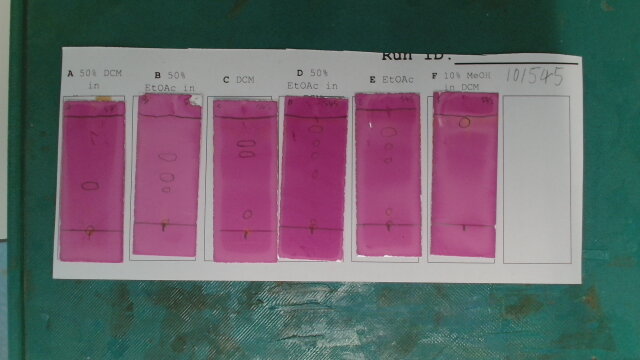 Run ID:
101545
A 50% DCM
in
B 50%
EtOAc in
C DCM
D 50%
EtOAc in
E EtOAc
F 10% MeOH
in DCM